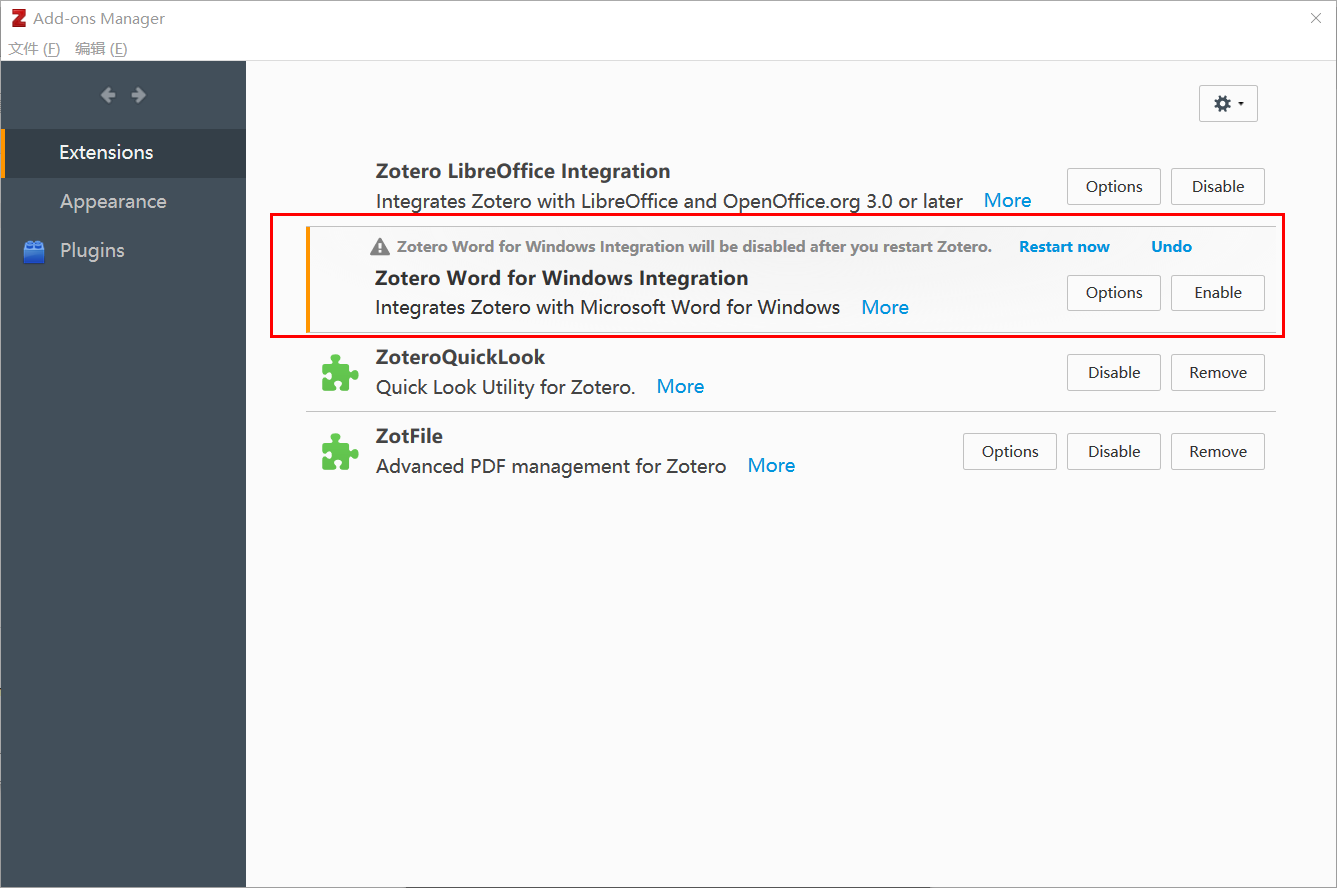 Add-ons Manager
文件 (F) 编辑 (E)
Extensions
Appearance
Plugins
Zotero LibreOffice Integration
Integrates Zotero with LibreOffice and OpenOffice.org 3.0 or later More
Options Disable
Zotero Word for Windows Integration will be disabled after you restart Zotero. Restart now Undo
Zotero Word for Windows Integration
Integrates Zotero with Microsoft Word for Windows More
Options Enable
ZoteroQuickLook
Quick Look Utility for Zotero. More
Disable Remove
ZotFile
Advanced PDF management for Zotero More
Options Disable Remove